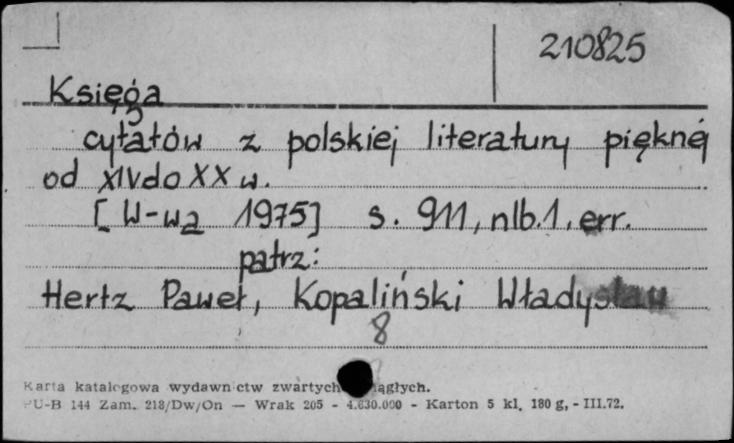 210825
Księga
cytatów z polskiej literatury pięknej
od XIV do XX w.
[W-wa 1975] s. 911, nlb. 1, err.
patrz:
Hertz Paweł, Kopaliński Władysław
8
Karta katalogowa wydawnictw zwartych ągłych.
PU-B 144 Zam. 218/Dw/On — Wrak 205 - 4.630.000 - Karton 5 kl. 180 g, - III.72.